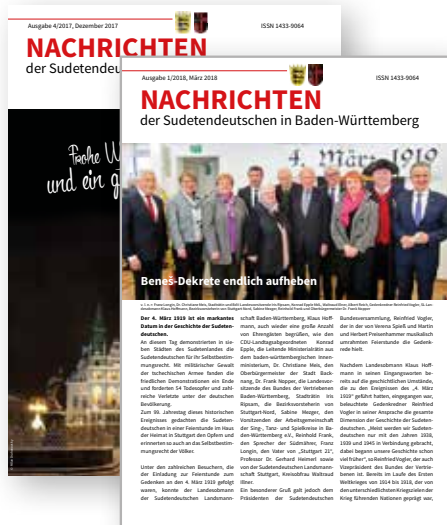 Ausgabe 4/2017, Dezember 2017
ISSN 1433-9064
NACHRICHTEN
der Sudetendeu
Frohe W
und ein g
Ausgabe 1/2018, März 2018
ISSN 1433-9064
NACHRICHTEN
der Sudetendeutschen in Baden-Württemberg
4. März 1919
Beneš-Dekrete endlich aufheben
Der 4. März 1919 ist ein markantes
Datum in der Geschichte der Sudeten-
deutschen.
An diesem Tag demonstrierten in sie-
ben Städten des Sudetenlandes die
Sudetendeutschen für ihr Selbstbestim-
mungsrecht. Mit militärischer Gewalt
der tschechischen Armee fanden die
friedlichen Demonstrationen ein Ende
und forderten 54 Todesopfer und zahl-
reiche Verletzte unter der deutschen
Bevölkerung.
Zum 99. Jahrestag dieses historischen
Ereignisses gedachten die Sudeten-
deutschen in einer Feierstunde im Haus
der Heimat in Stuttgart den Opfern und
erinnerten so auch an das Selbstbestim-
mungsrecht der Völker.
Unter den zahlreichen Besuchern, die
der Einladung zur Feierstunde zum
Gedenken an den 4. März 1919 gefolgt
waren, konnte der Landesobmann
der Sudetendeutschen Landsmann-
schaft Baden-Württemberg, Klaus Hoff-
mann, auch wieder eine große Anzahl
von Ehrengästen begrüßen, wie den
CDU-Landtagsabgeordneten Konrad
Epple, die Leitende Ministerialrätin aus
dem baden-württembergischen Innen-
ministerium, Dr. Christiane Meis, den
Oberbürgermeister der Stadt Back-
nang, Dr. Frank Nopper, die Landesvor-
sitzende des Bundes der Vertriebenen
Baden-Württemberg, Stadträtin Iris
Ripsam, die Bezirksvorsteherin von
Stuttgart-Nord, Sabine Mezger, den
Vorsitzenden der Arbeitsgemeinschaft
der Sing-, Tanz- und Spielkreise in Ba-
den-Württemberg e.V., Reinhold Frank,
den Sprecher der Südmährer, Franz
Longin, den Vater von „Stuttgart 21“,
Professor Dr. Gerhard Heimerl sowie
von der Sudetendeutschen Landsmann-
schaft Stuttgart, Kreisobfrau Waltraud
Illner.
Ein besonderer Gruß galt jedoch dem
Präsidenten der Sudetendeutschen
Bundesversammlung, Reinfried Vogler,
der in der von Verena Spieß und Martin
und Herbert Preisenhammer musikalisch
umrahmten Feierstunde die Gedenk-
rede hielt.
Nachdem Landesobmann Klaus Hoff-
mann in seinen Eingangsworten be-
reits auf die geschichtlichen Umstände,
die zu den Ereignissen des „4. März
1919“ geführt hatten, eingegangen war,
beleuchtete Gedenkredner Reinfried
Vogler in seiner Ansprache die gesamte
Dimension der Geschichte der Sudeten-
deutschen. „Meist werden wir Sudeten-
deutschen nur mit den Jahren 1938,
1939 und 1945 in Verbindung gebracht,
dabei begann unsere Geschichte schon
viel früher“, so Reinfried Vogler, der auch
Vizepräsident des Bundes der Vertrie-
benen ist. Bereits im Laufe des Ersten
Weltkrieges von 1914 bis 1918, der von
den unterschiedlichsten Kriegszielen der
Krieg führenden Nationen geprägt war,